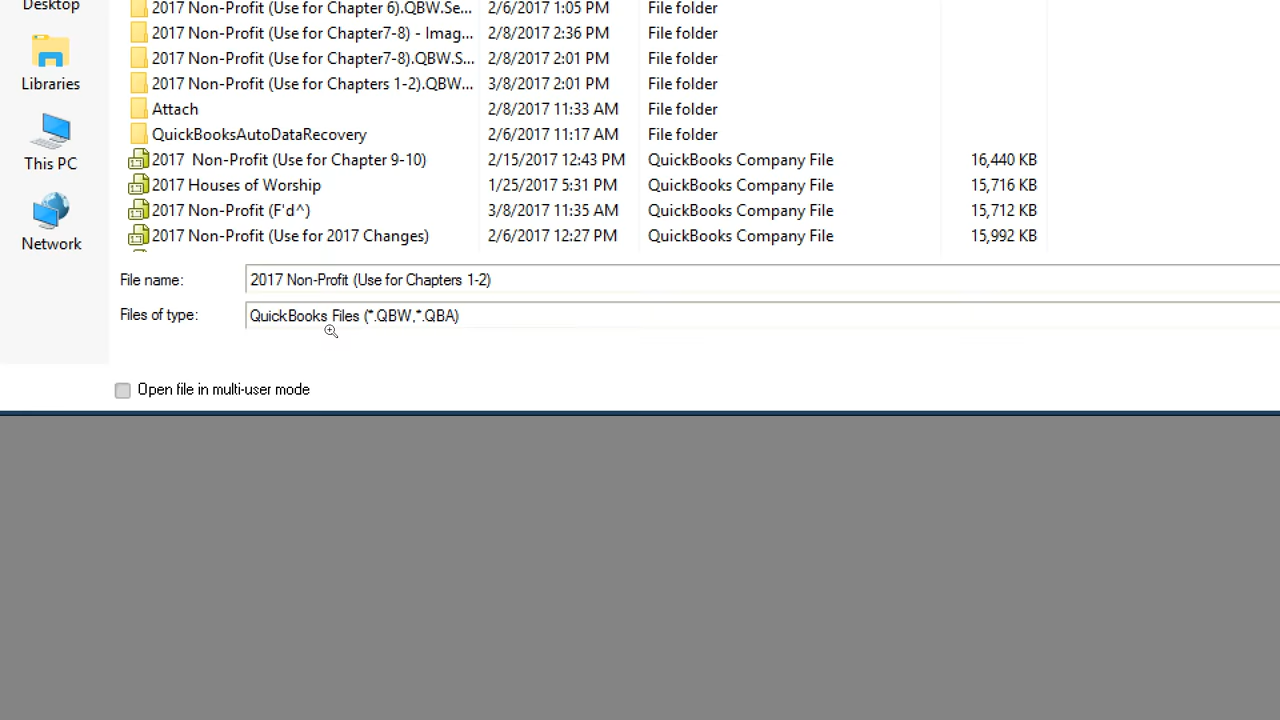 Desktop
2017 Non-Profit (Use for Chapter 6).QBW.Se... 2/6/2017 1:05 PM File folder
2017 Non-Profit (Use for Chapter7-8) - Imag... 2/8/2017 2:36 PM File folder
2017 Non-Profit (Use for Chapter7-8).QBW.S... 2/8/2017 2:01 PM File folder
Libraries
2017 Non-Profit (Use for Chapters 1-2).QBW... 3/8/2017 2:01 PM File folder
Attach 2/8/2017 11:33 AM File folder
QuickBooksAutoDataRecovery 2/6/2017 11:17 AM File folder
This PC
2017  Non-Profit (Use for Chapter 9-10) 2/15/2017 12:43 PM QuickBooks Company File 16,440 KB
2017 Houses of Worship 1/25/2017 5:31 PM QuickBooks Company File 15,716 KB
2017 Non-Profit (F'd^) 3/8/2017 11:35 AM QuickBooks Company File 15,712 KB
Network
2017 Non-Profit (Use for 2017 Changes) 2/6/2017 12:27 PM QuickBooks Company File 15,992 KB
File name: 2017 Non-Profit (Use for Chapters 1-2)
Files of type: QuickBooks Files (*.QBW,*.QBA)
Open file in multi-user mode